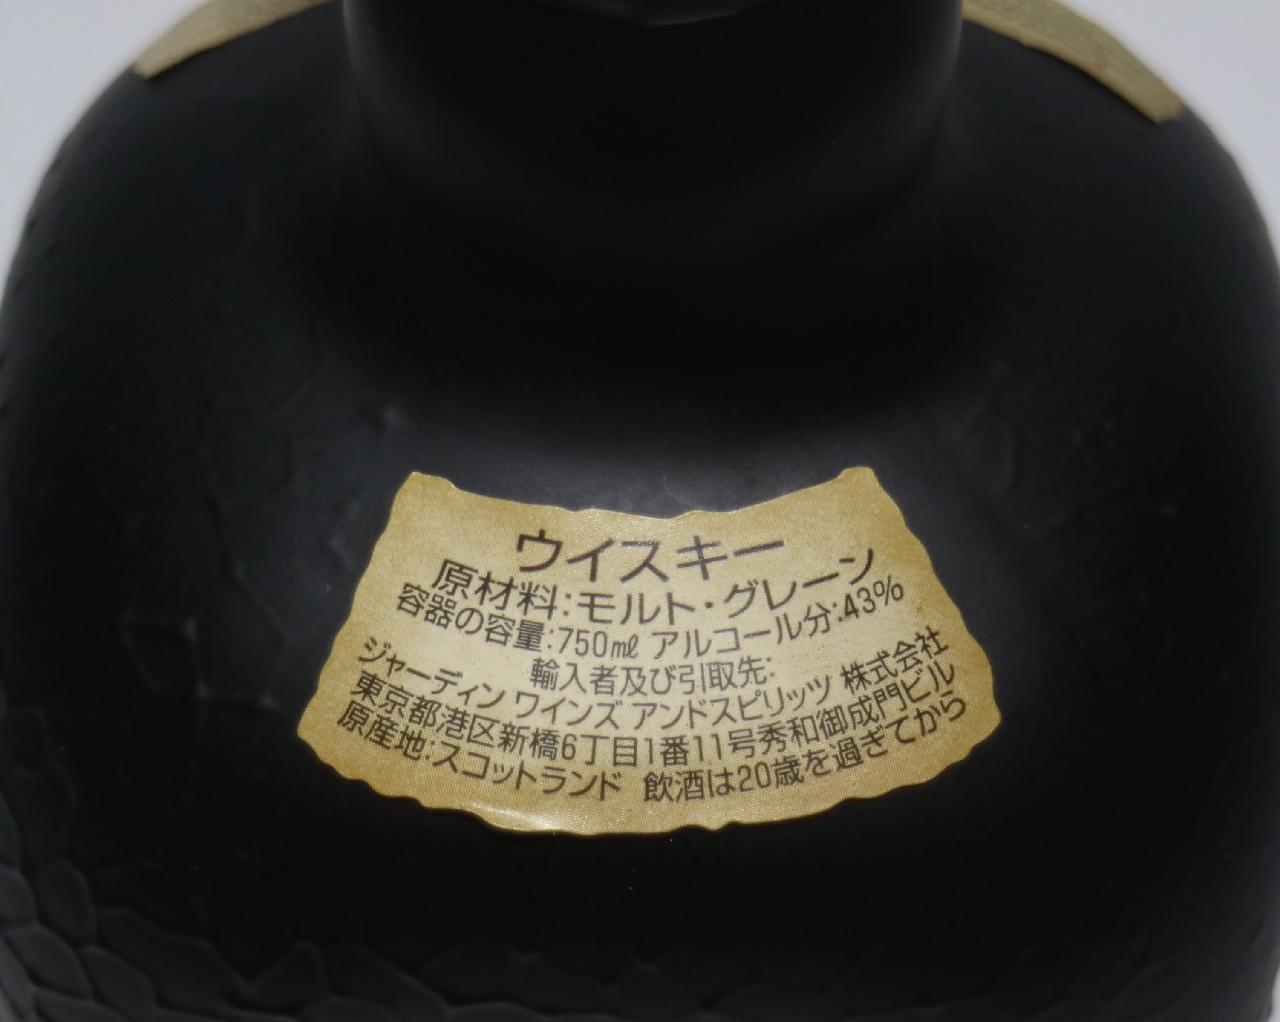 ウイスキー
原材料:モルト・グレーン
容器の容量:750㎖ アルコール分:43%
輸入者及び引取先:
ジャーディン ワインズ アンドスピリッツ 株式会社
東京都港区新橋6丁目1番11号秀和御成門ビル
原産地:スコットランド 飲酒は20歳を過ぎてから